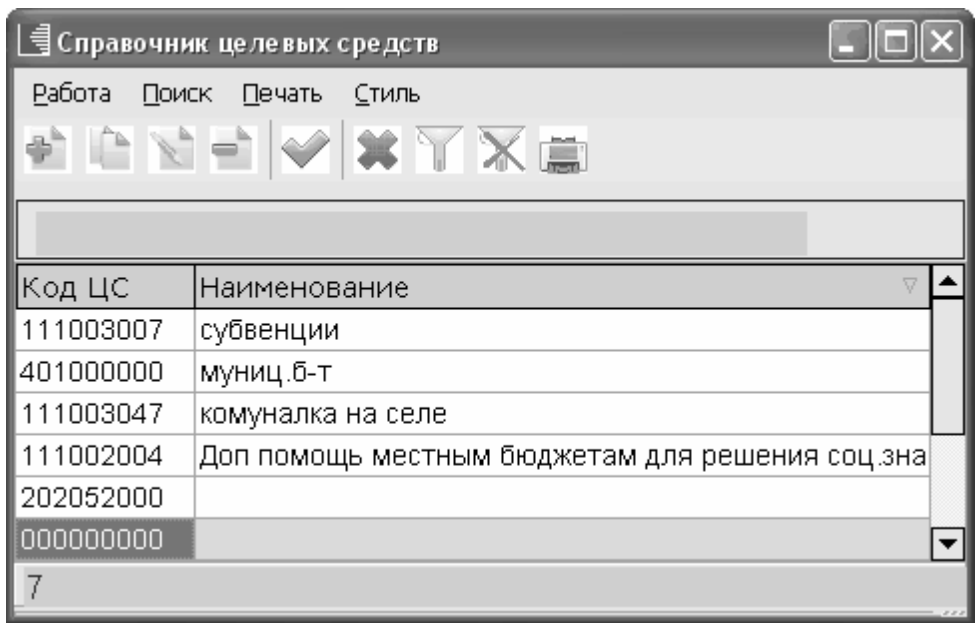 Справочник целевых средств
Работа Поиск Печать Стиль
Код ЦС Наименование
111003007 субвенции
401000000 муниц.б-т
111003047 комуналка на селе
111002004 Доп помощь местным бюджетам для решения соц.зна
202052000
000000000
7